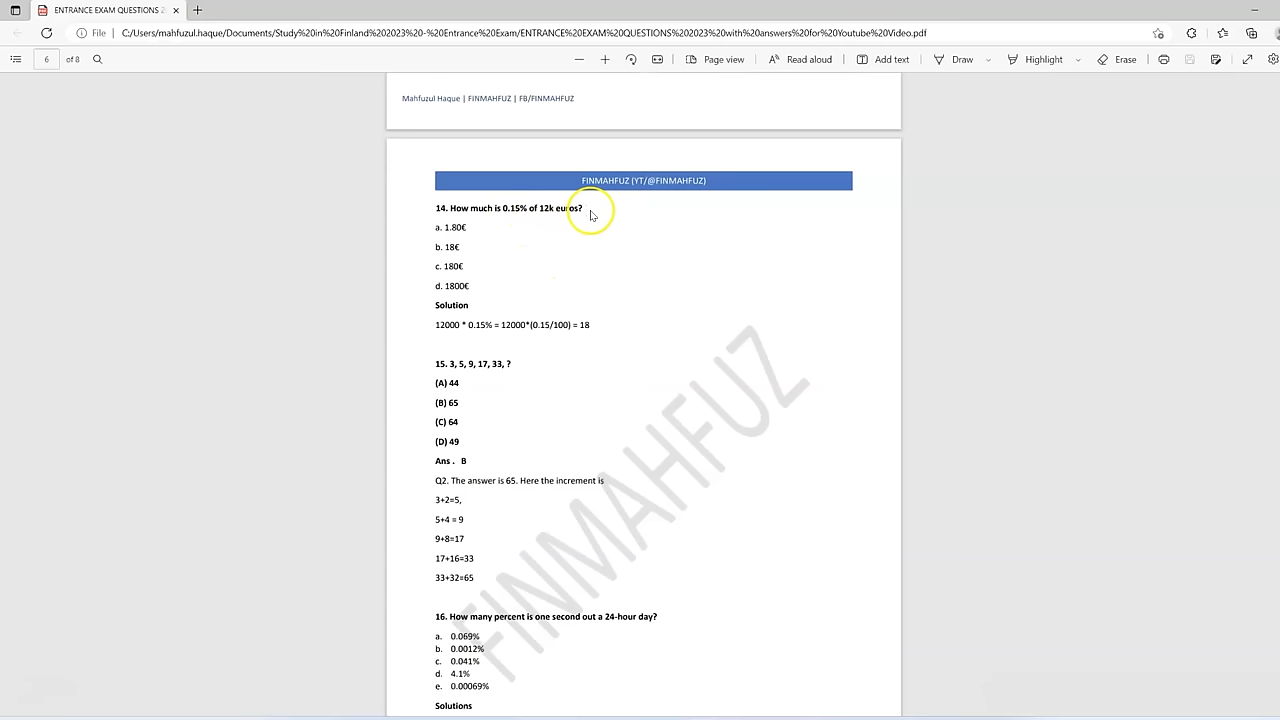 ENTRANCE EXAM QUESTIONS 2
File
C:/Users/mahfuzul.haque/Documents/Study%20in%20Finland%202023%20-%20Entrance%20Exam/ENTRANCE%20EXAM%20QUESTIONS%202023%20with%20answers%20for%20Youtube%20Video.pdf
6 of 8 Page view Read aloud Add text Draw Highlight Erase
Mahfuzul Haque | FINMAHFUZ | FB/FINMAHFUZ
FINMAHFUZ (YT/@FINMAHFUZ)
14. How much is 0.15% of 12k euros?
a. 1.80€
b. 18€
c. 180€
d. 1800€
Solution
12000 * 0.15% = 12000*(0.15/100) = 18
15. 3, 5, 9, 17, 33, ?
(A) 44
(B) 65
(C) 64
(D) 49
Ans . B
Q2. The answer is 65. Here the increment is
3+2=5,
5+4 = 9
9+8=17
17+16=33
33+32=65
16. How many percent is one second out a 24-hour day?
a. 0.069%
b. 0.0012%
c. 0.041%
d. 4.1%
e. 0.00069%
Solutions
FINMAHFUZ